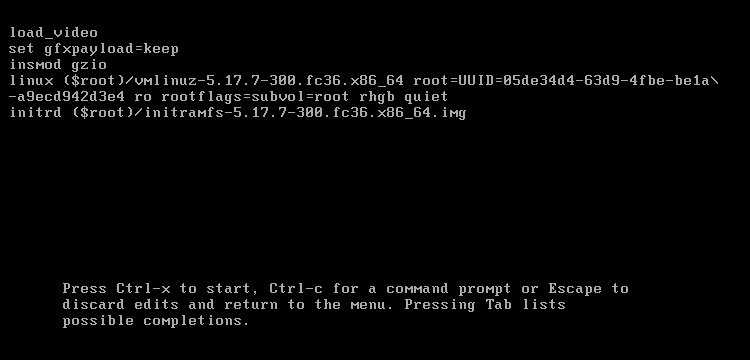 load_video
set gfxpayload=keep
insmod gzio
linux ($root)/vmlinuz-5.17.7-300.fc36.x86_64 root=UUID=05de34d4-63d9-4fbe-be1a\
-a9ecd942d3e4 ro rootflags=subvol=root rhgb quiet
initrd ($root)/initramfs-5.17.7-300.fc36.x86_64.img
Press Ctrl-x to start, Ctrl-c for a command prompt or Escape to
discard edits and return to the menu. Pressing Tab lists
possible completions.